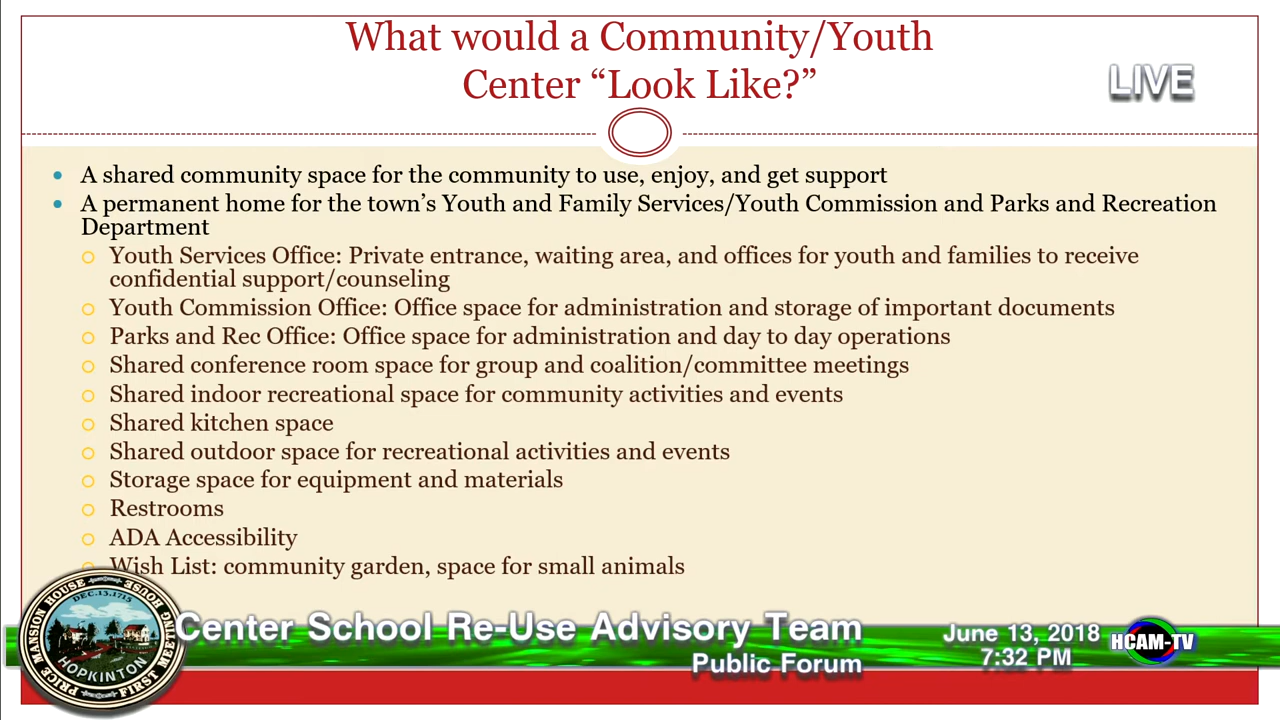 What would a Community/Youth
Center “Look Like?”
LIVE
A shared community space for the community to use, enjoy, and get support
A permanent home for the town’s Youth and Family Services/Youth Commission and Parks and Recreation
Department
Youth Services Office: Private entrance, waiting area, and offices for youth and families to receive
confidential support/counseling
Youth Commission Office: Office space for administration and storage of important documents
Parks and Rec Office: Office space for administration and day to day operations
Shared conference room space for group and coalition/committee meetings
Shared indoor recreational space for community activities and events
Shared kitchen space
Shared outdoor space for recreational activities and events
Storage space for equipment and materials
Restrooms
ADA Accessibility
Wish List: community garden, space for small animals
PRICE MANSION HOUSE
HOUSE
FIRST MEETING
DEC.13.1715
HOPKINTON
Center School Re-Use Advisory Team
Public Forum
June 13, 2018
7:32 PM
HCAM-TV